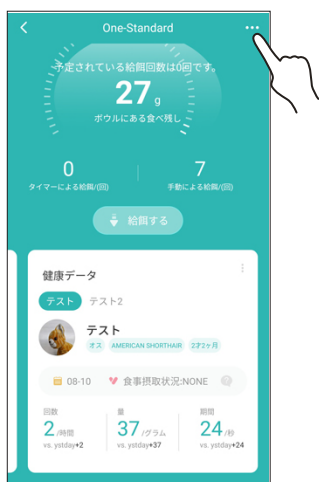 One-Standard
予定されている給餌回数は0回です。
27 g
ボウルにある食べ残し
0
タイマーによる給餌/(回)
7
手動による給餌/(回)
給餌する
健康データ
テスト テスト2
テスト
オス AMERICAN SHORTHAIR 2才2ヶ月
08-10 食事摂取状況:NONE
回数
2 /時間
vs. ystday+2
量
37 /グラム
vs. ystday+37
期間
24 /秒
vs. ystday+24